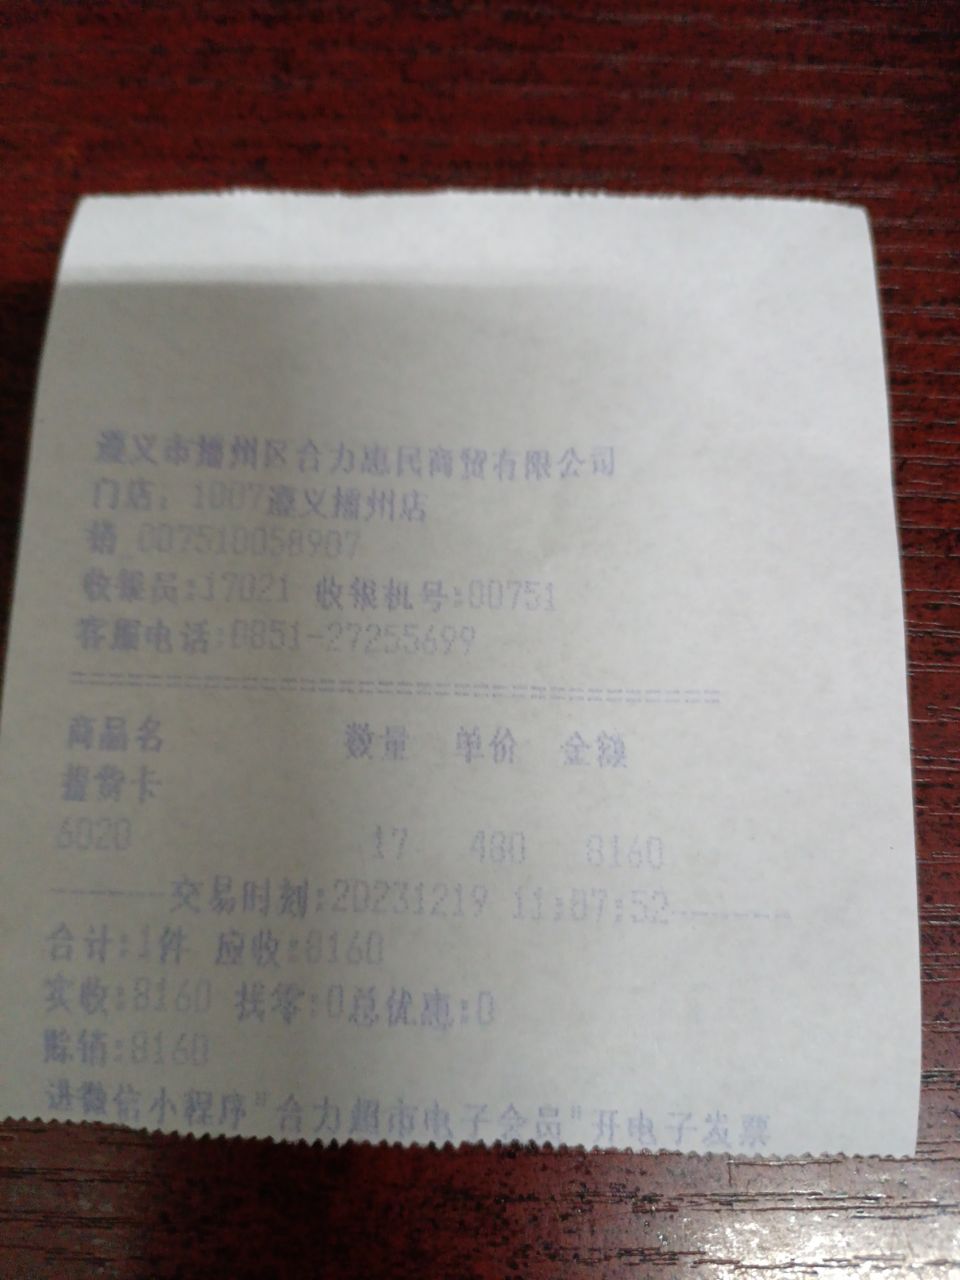 遵义市播州区合力惠民商贸有限公司
门店：1007遵义播州店
销 007510058907
收银员:17021 收银机号:00751
客服电话:0851-27255699
商品名 数量 单价 金额
提货卡
6020 17 480 8160
-------交易时刻:20231219 11:07:52-------
合计:1件 应收:8160
实收:8160 找零:0总优惠:0
赊销:8160
进微信小程序"合力超市电子会员"开电子发票